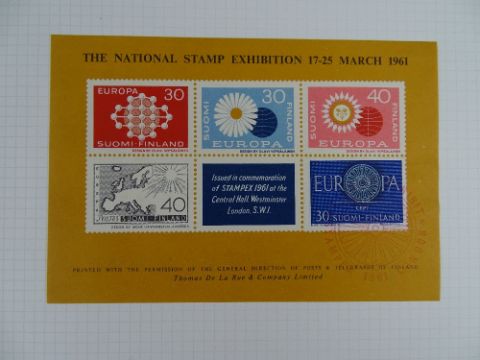 THE NATIONAL STAMP EXHIBITION 17-25 MARCH 1961
EUROPA 30
SUOMI-FINLAND
30
SUOMI
FINLAND
EUROPA
40
SUOMI
FINLAND
EUROPA
40
SUOMI-FINLAND
Issued in commemoration
of STAMPEX 1961 at the
Central Hall, Westminster
London, S.W.1.
EUROPA
CEPT
30 SUOMI-FINLAND
1961
PRINTED WITH THE PERMISSION OF THE GENERAL DIRECTION OF POSTS & TELEGRAPHS OF FINLAND
Thomas De La Rue & Company Limited